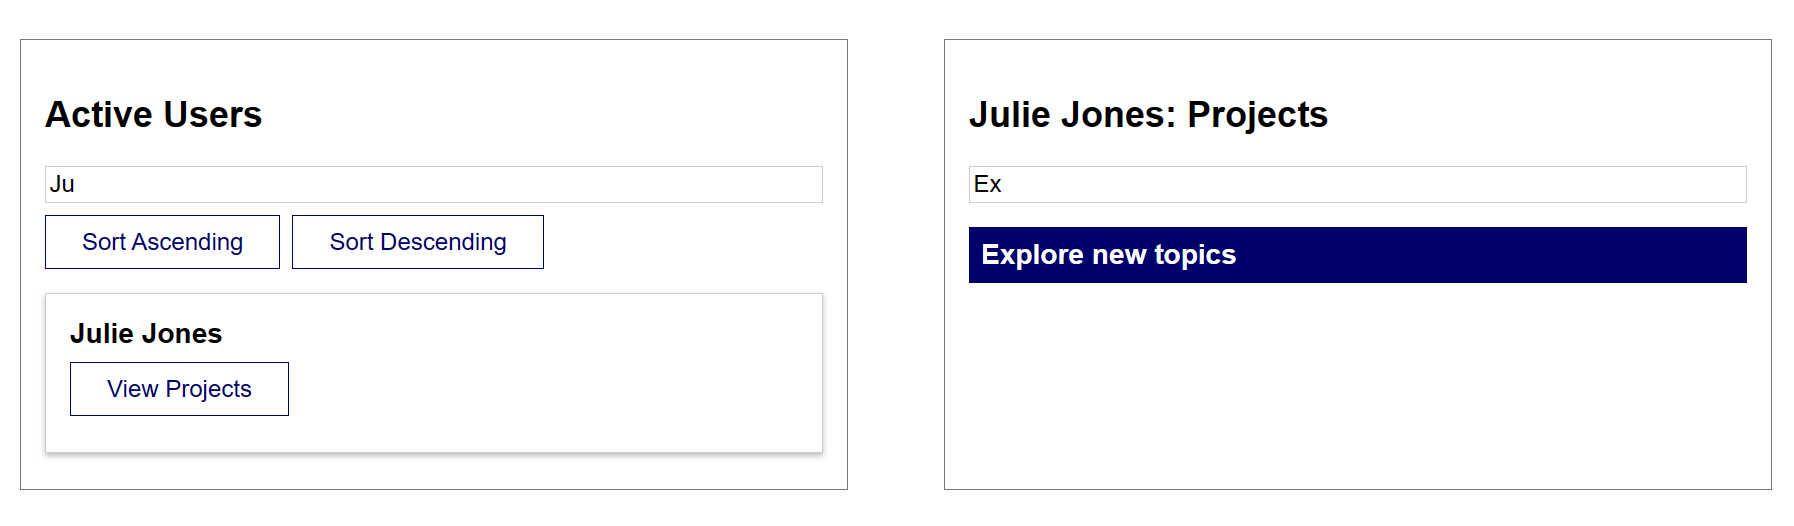 Active Users
Ju
Sort Ascending Sort Descending
Julie Jones
View Projects
Julie Jones: Projects
Ex
Explore new topics